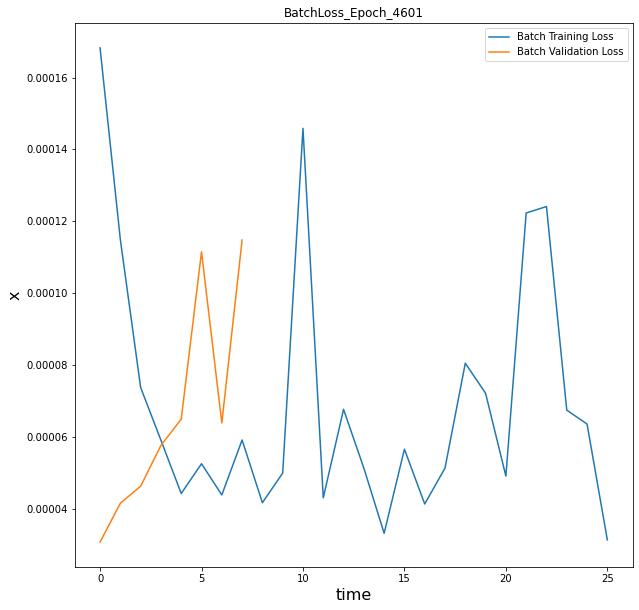 BatchLoss_Epoch_4601
Batch Training Loss
Batch Validation Loss
0.00016
0.00014
0.00012
0.00010
0.00008
0.00006
0.00004
x
0 5 10 15 20 25
time